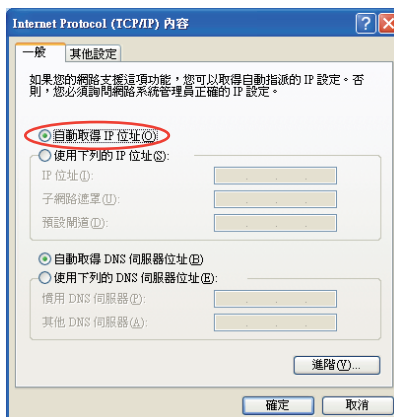 Internet Protocol (TCP/IP) 內容
一般
其他設定
如果您的網路支援這項功能,您可以取得自動指派的 IP 設定。否
則,您必須詢問網路系統管理員正確的 IP 設定。
自動取得 IP 位址(O)
使用下列的 IP 位址(S):
IP 位址(I):
子網路遮罩(U):
預設閘道(D):
自動取得 DNS 伺服器位址(B)
使用下列的 DNS 伺服器位址(E):
慣用 DNS 伺服器(P):
其他 DNS 伺服器(A):
進階(V)...
確定
取消